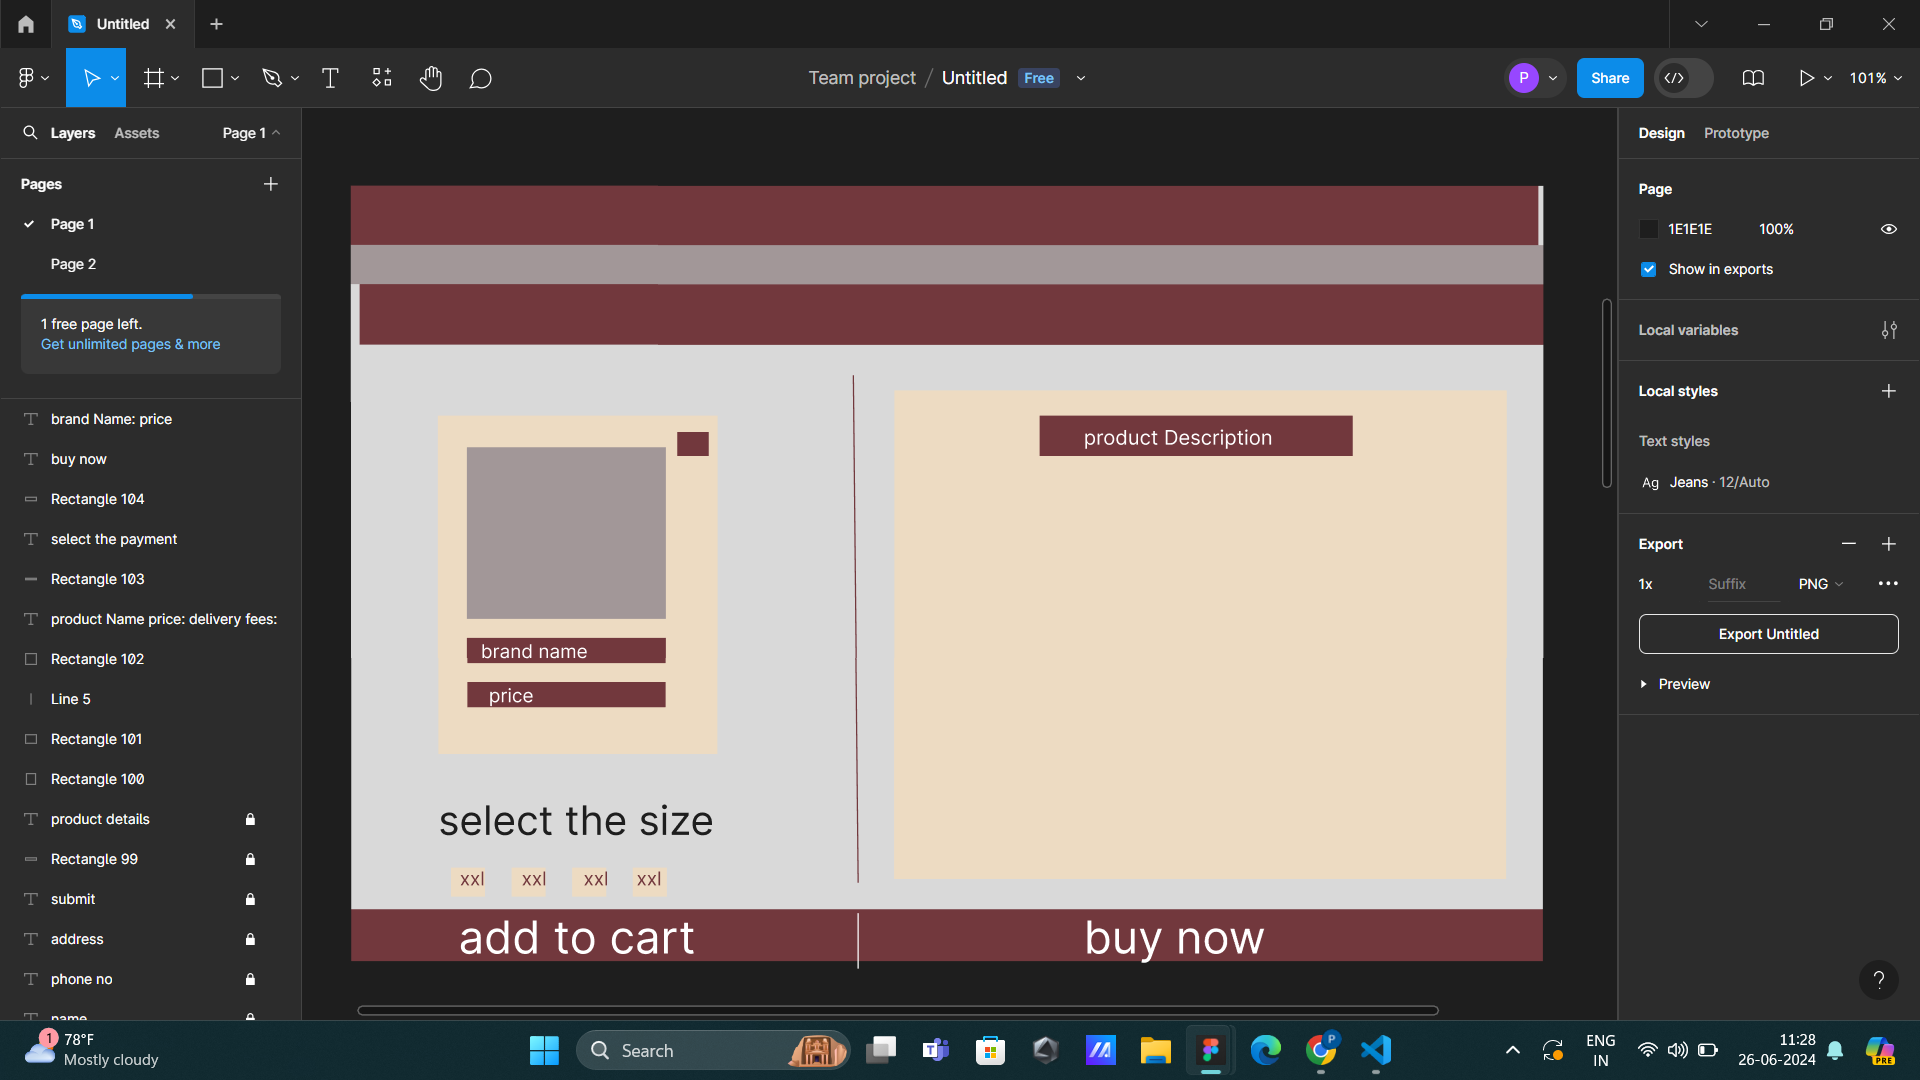 Untitled
Team project / Untitled Free
P
Share
101%
Layers Assets Page 1
Pages
Page 1
Page 2
1 free page left.
Get unlimited pages & more
brand Name: price
buy now
Rectangle 104
select the payment
Rectangle 103
product Name price: delivery fees:
Rectangle 102
Line 5
Rectangle 101
Rectangle 100
product details
Rectangle 99
submit
address
phone no
name
product Description
brand name
price
select the size
xxl xxl xxl xxl
add to cart
buy now
Design Prototype
Page
1E1E1E 100%
Show in exports
Local variables
Local styles
Text styles
Ag Jeans · 12/Auto
Export
1x Suffix PNG
Export Untitled
Preview
?
1
78°F
Mostly cloudy
Search
T
P
ENG
IN
11:28
26-06-2024
PRE